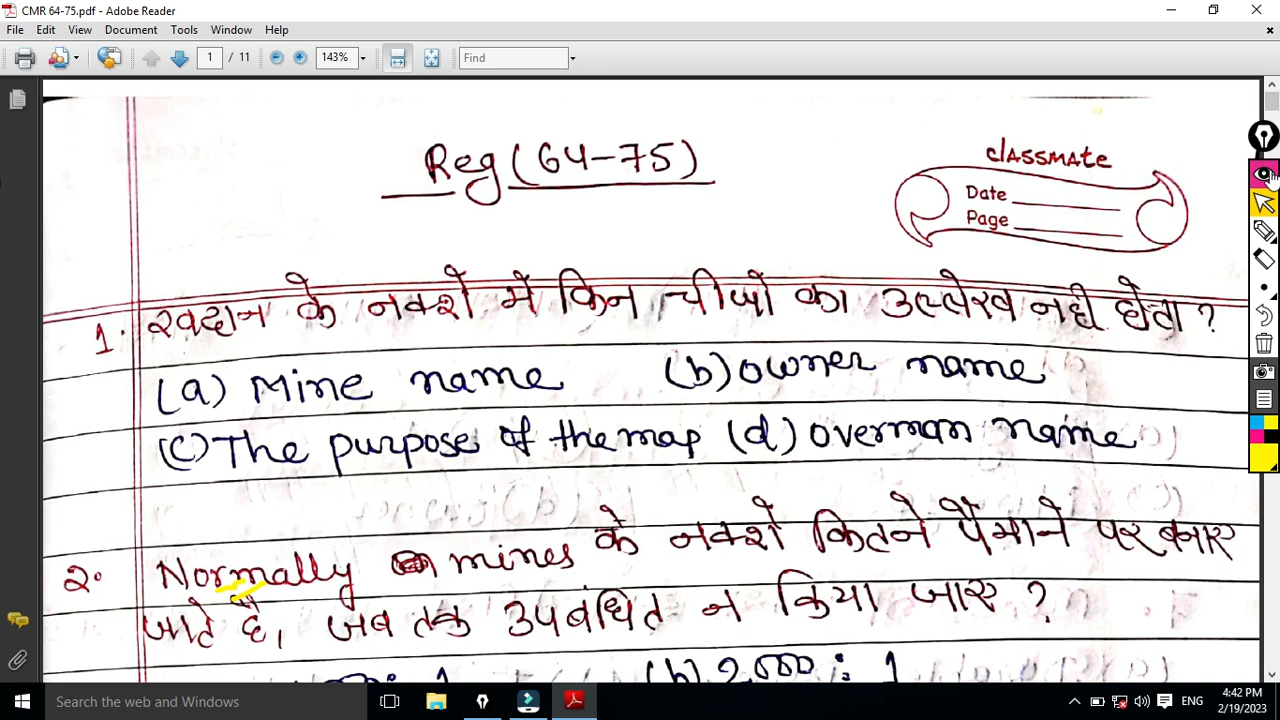 CMR 64-75.pdf - Adobe Reader
File Edit View Document Tools Window Help
1 / 11 143% Find
Reg (64-75)
classmate
Date
Page
1. खदान के नक्शे में किन चीजो का उल्लेख नही होता ?
(a) Mine name (b) owner name
(c) The purpose of the map (d) overman name
2. Normally mines के नक्शे कितने पैमाने पर बनाए
जाते है, जब तक उपबंधित न किया जाए ?
(b) 2000 : 1
Search the web and Windows
ENG
4:42 PM
2/19/2023